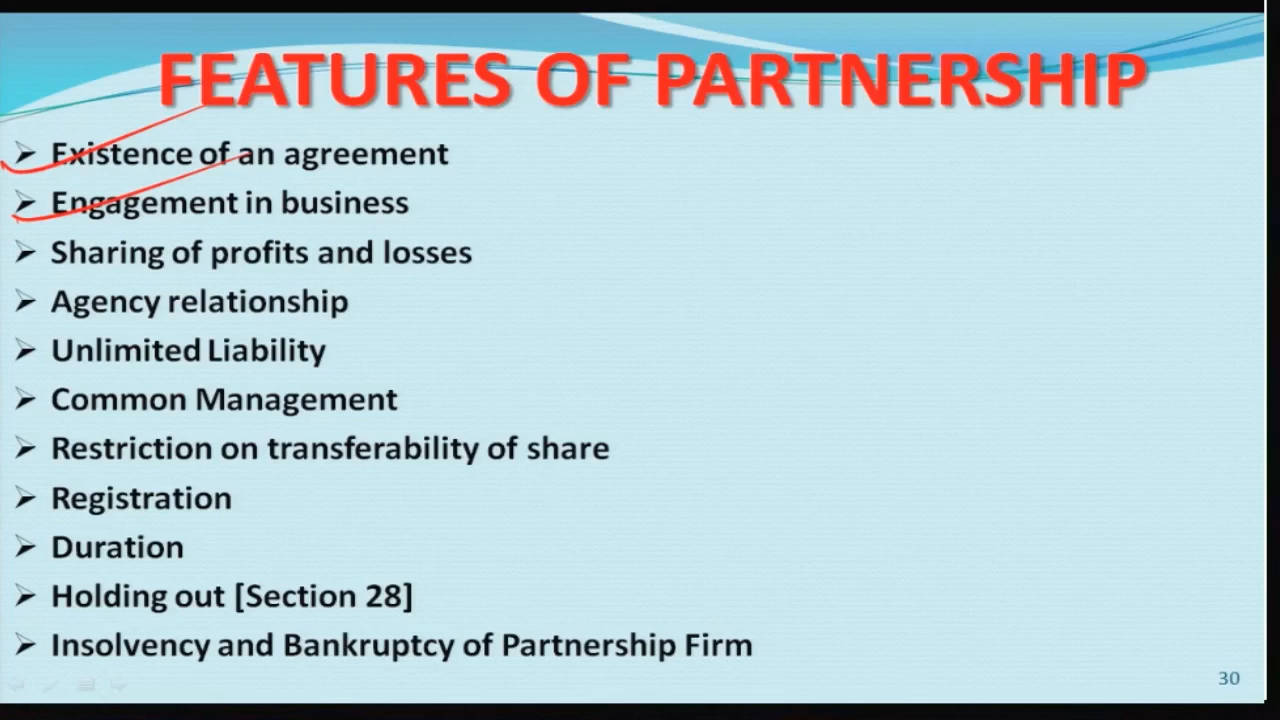 FEATURES OF PARTNERSHIP
➢ Existence of an agreement
➢ Engagement in business
➢ Sharing of profits and losses
➢ Agency relationship
➢ Unlimited Liability
➢ Common Management
➢ Restriction on transferability of share
➢ Registration
➢ Duration
➢ Holding out [Section 28]
➢ Insolvency and Bankruptcy of Partnership Firm
30